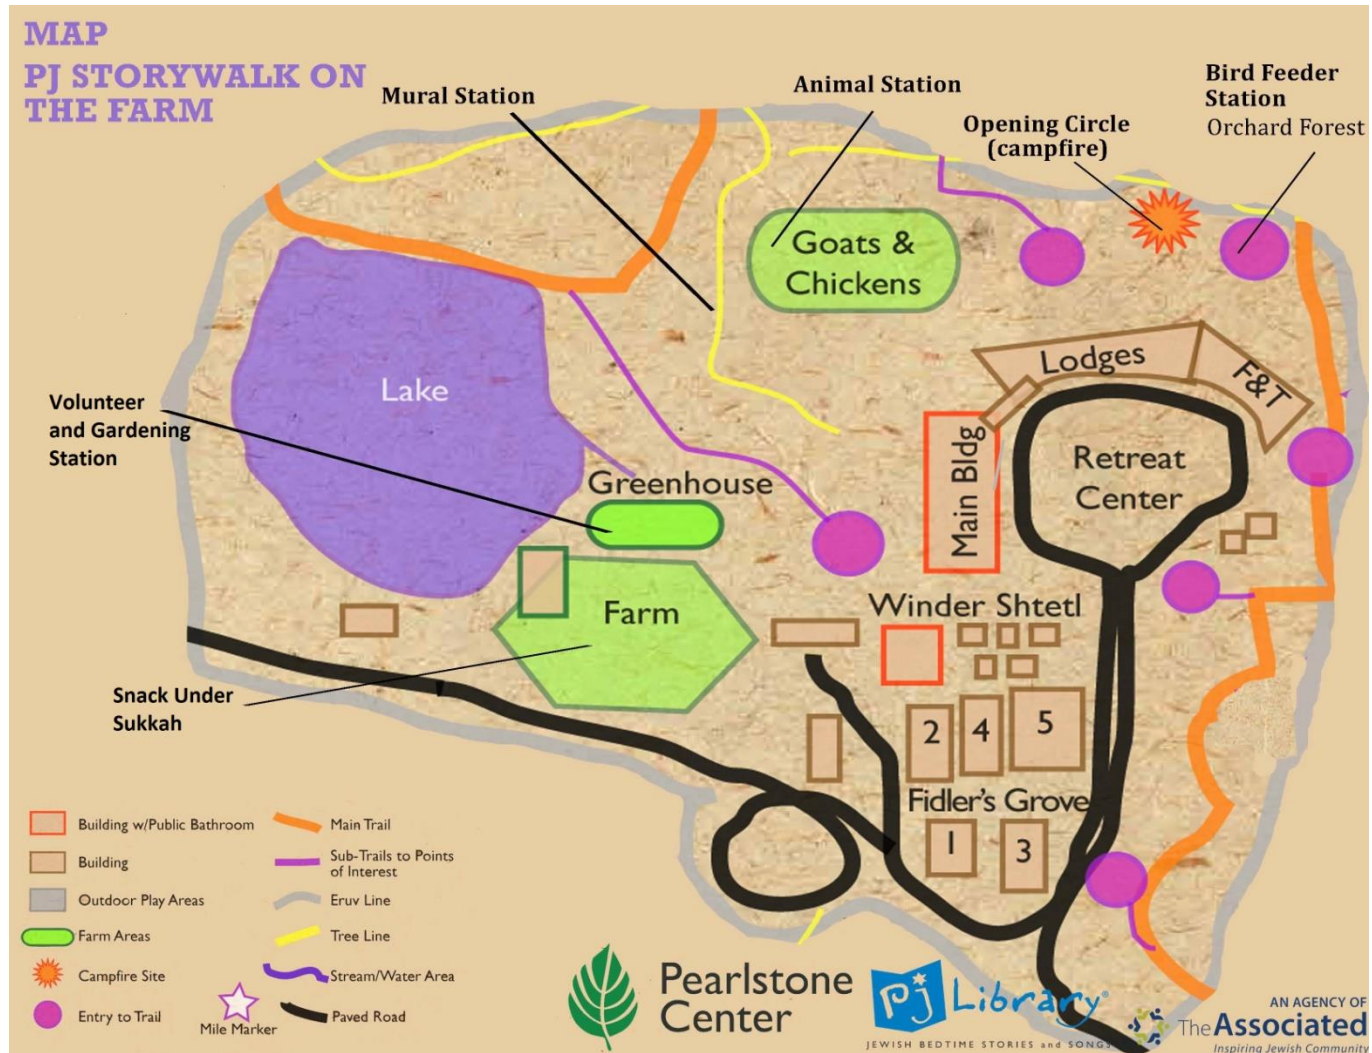 MAP
PJ STORYWALK ON
THE FARM
Mural Station
Animal Station
Opening Circle
(campfire)
Bird Feeder
Station
Orchard Forest
Goats &
Chickens
Lodges
F&T
Lake
Volunteer
and Gardening
Station
Greenhouse
Main Bldg
Retreat
Center
Farm
Winder Shtetl
Snack Under
Sukkah
2
4
5
Fidler's Grove
1
3
Building w/Public Bathroom
Building
Outdoor Play Areas
Farm Areas
Campfire Site
Entry to Trail
Mile Marker
Main Trail
Sub-Trails to Points
of Interest
Eruv Line
Tree Line
Stream/Water Area
Paved Road
Pearlstone
Center
PJ Library®
JEWISH BEDTIME STORIES and SONGS
AN AGENCY OF
The Associated
Inspiring Jewish Community